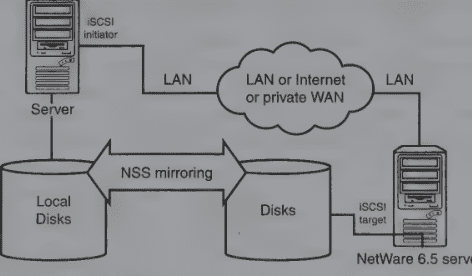 iSCSI
initiator
LAN
LAN or Internet
or private WAN
LAN
Server
NSS mirroring
Local
Disks
Disks
iSCSI
target
NetWare 6.5 serve